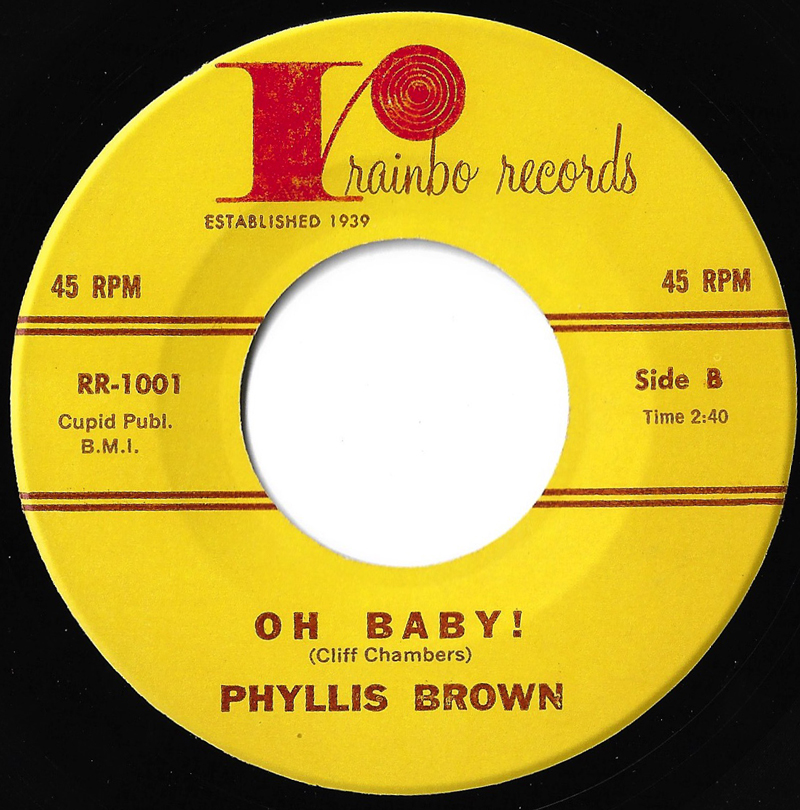 r
rainbo records
ESTABLISHED 1939
45 RPM
45 RPM
RR-1001
Cupid Publ.
B.M.I.
Side B
Time 2:40
OH BABY!
(Cliff Chambers)
PHYLLIS BROWN